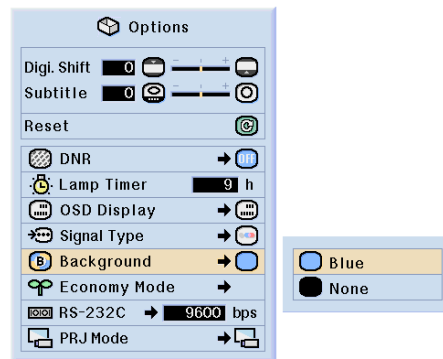 Options
Digi. Shift 0 - +
Subtitle 0 - +
Reset
DNR OFF
Lamp Timer 9 h
OSD Display
Signal Type
B Background
Blue
None
Economy Mode
RS-232C 9600 bps
PRJ Mode